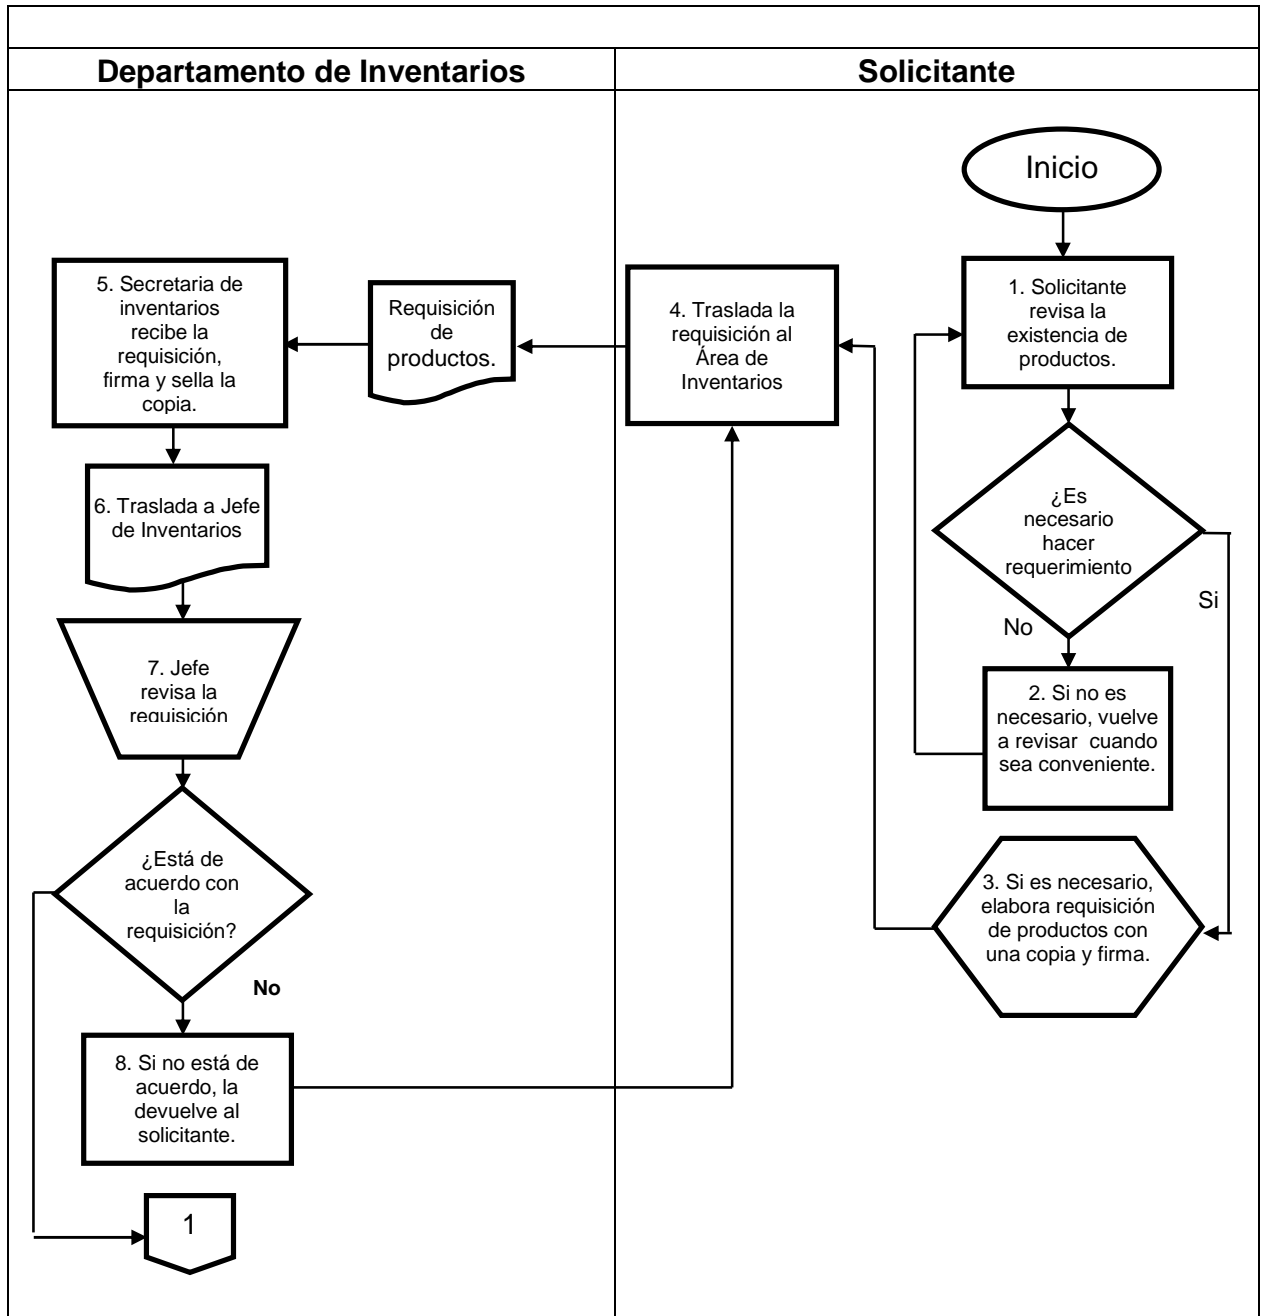 Departamento de Inventarios
Solicitante
Inicio
1. Solicitante
revisa la
existencia de
productos.
¿Es
necesario
hacer
requerimiento
Si
No
2. Si no es
necesario, vuelve
a revisar cuando
sea conveniente.
3. Si es necesario,
elabora requisición
de productos con
una copia y firma.
4. Traslada la
requisición al
Área de
Inventarios
Requisición
de
productos.
5. Secretaria de
inventarios
recibe la
requisición,
firma y sella la
copia.
6. Traslada a Jefe
de Inventarios
7. Jefe
revisa la
requisición
¿Está de
acuerdo con
la
requisición?
No
8. Si no está de
acuerdo, la
devuelve al
solicitante.
1